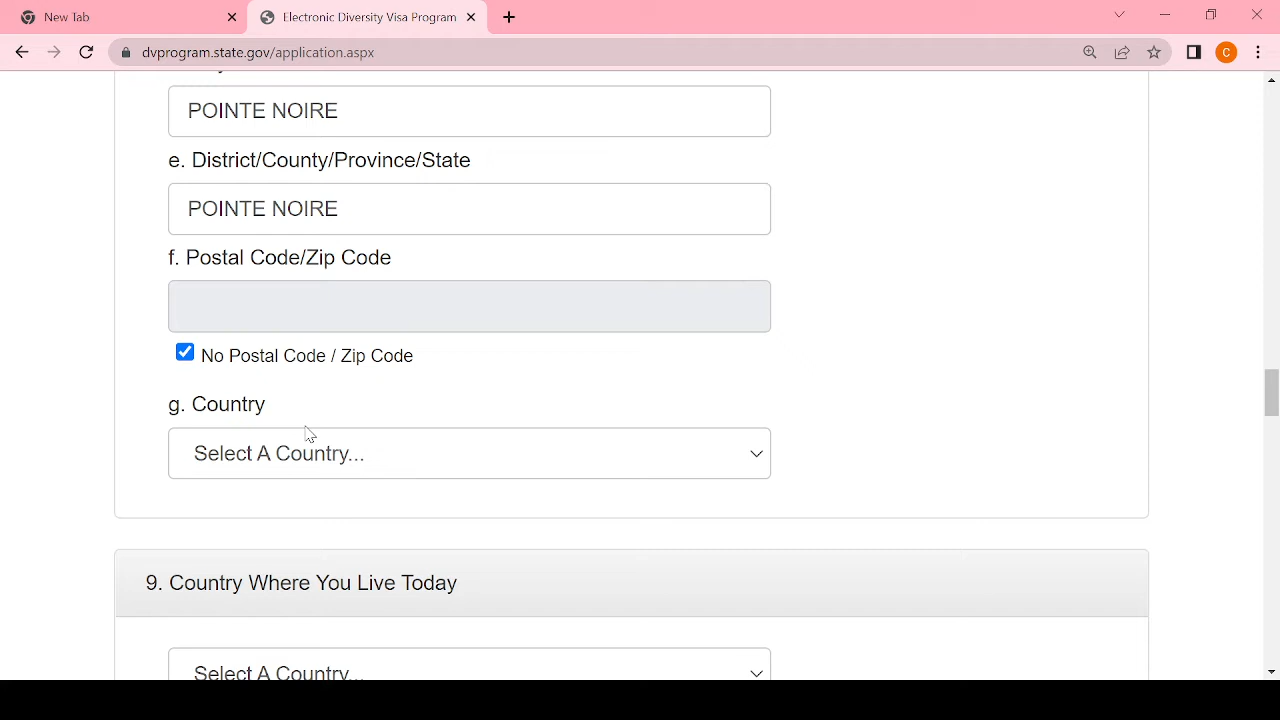 New Tab
Electronic Diversity Visa Program
dvprogram.state.gov/application.aspx
C
POINTE NOIRE
e. District/County/Province/State
POINTE NOIRE
f. Postal Code/Zip Code
No Postal Code / Zip Code
g. Country
Select A Country...
9. Country Where You Live Today
Select A Country...